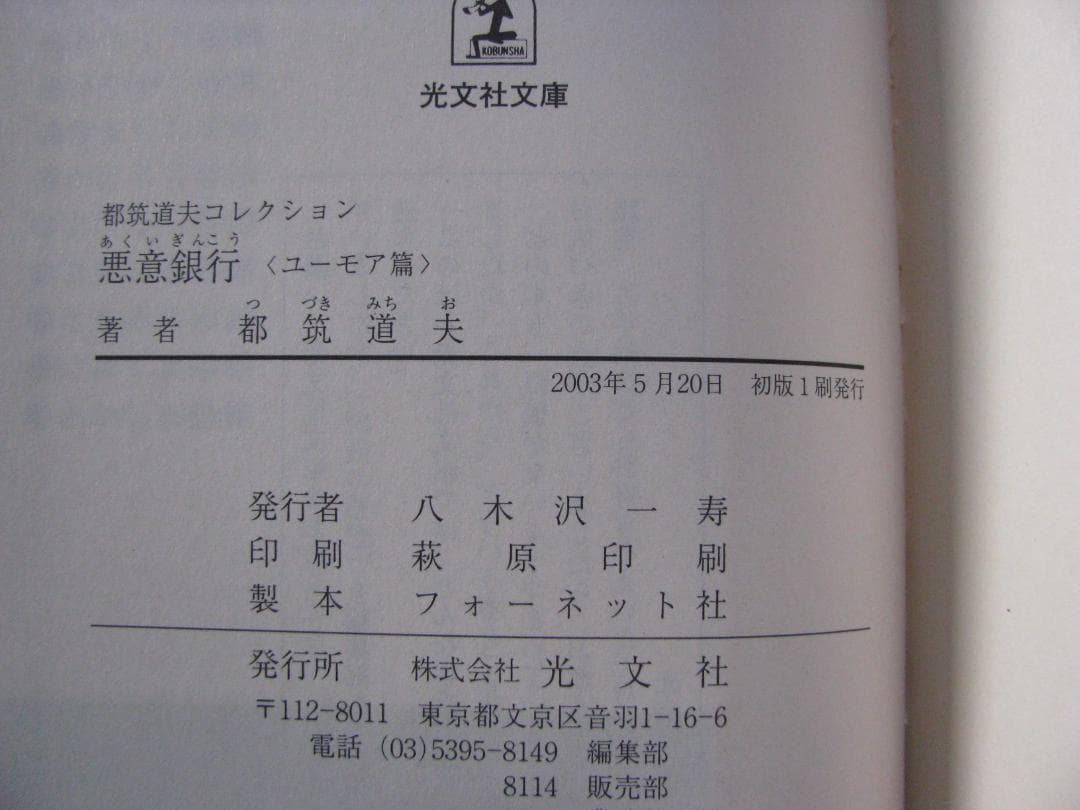 KOBUNSHA
光文社文庫
都筑道夫コレクション
あくいぎんこう
悪意銀行〈ユーモア篇〉
つ づき みち お
著者 都筑道夫
2003年5月20日 初版1刷発行
発行者 八木沢一寿
印刷 萩原印刷
製本 フォーネット社
発行所 株式会社 光文社
〒112-8011 東京都文京区音羽1-16-6
電話 (03)5395-8149 編集部
8114 販売部